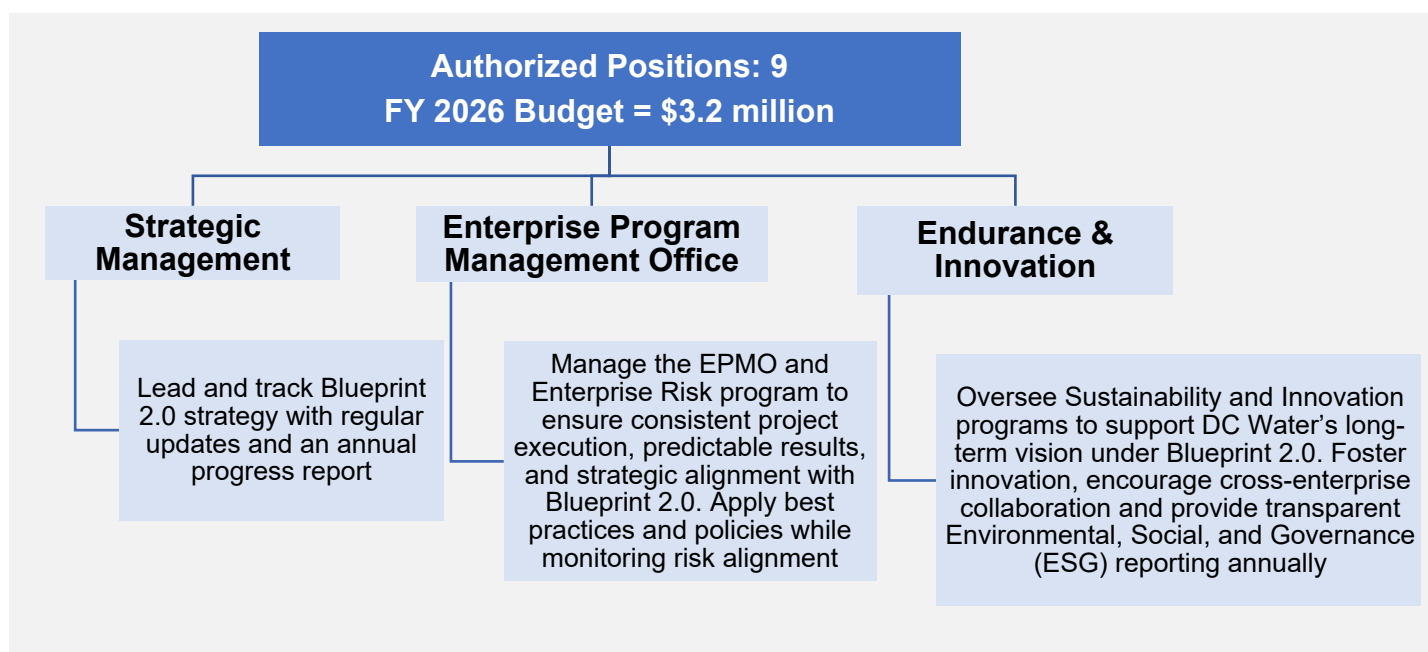 Authorized Positions: 9
FY 2026 Budget = $3.2 million
Strategic
Management
Enterprise Program
Management Office
Endurance &
Innovation
Lead and track Blueprint
2.0 strategy with regular
updates and an annual
progress report
Manage the EPMO and
Enterprise Risk program to
ensure consistent project
execution, predictable results,
and strategic alignment with
Blueprint 2.0. Apply best
practices and policies while
monitoring risk alignment
Oversee Sustainability and Innovation
programs to support DC Water’s long-
term vision under Blueprint 2.0. Foster
innovation, encourage cross-enterprise
collaboration and provide transparent
Environmental, Social, and Governance
(ESG) reporting annually